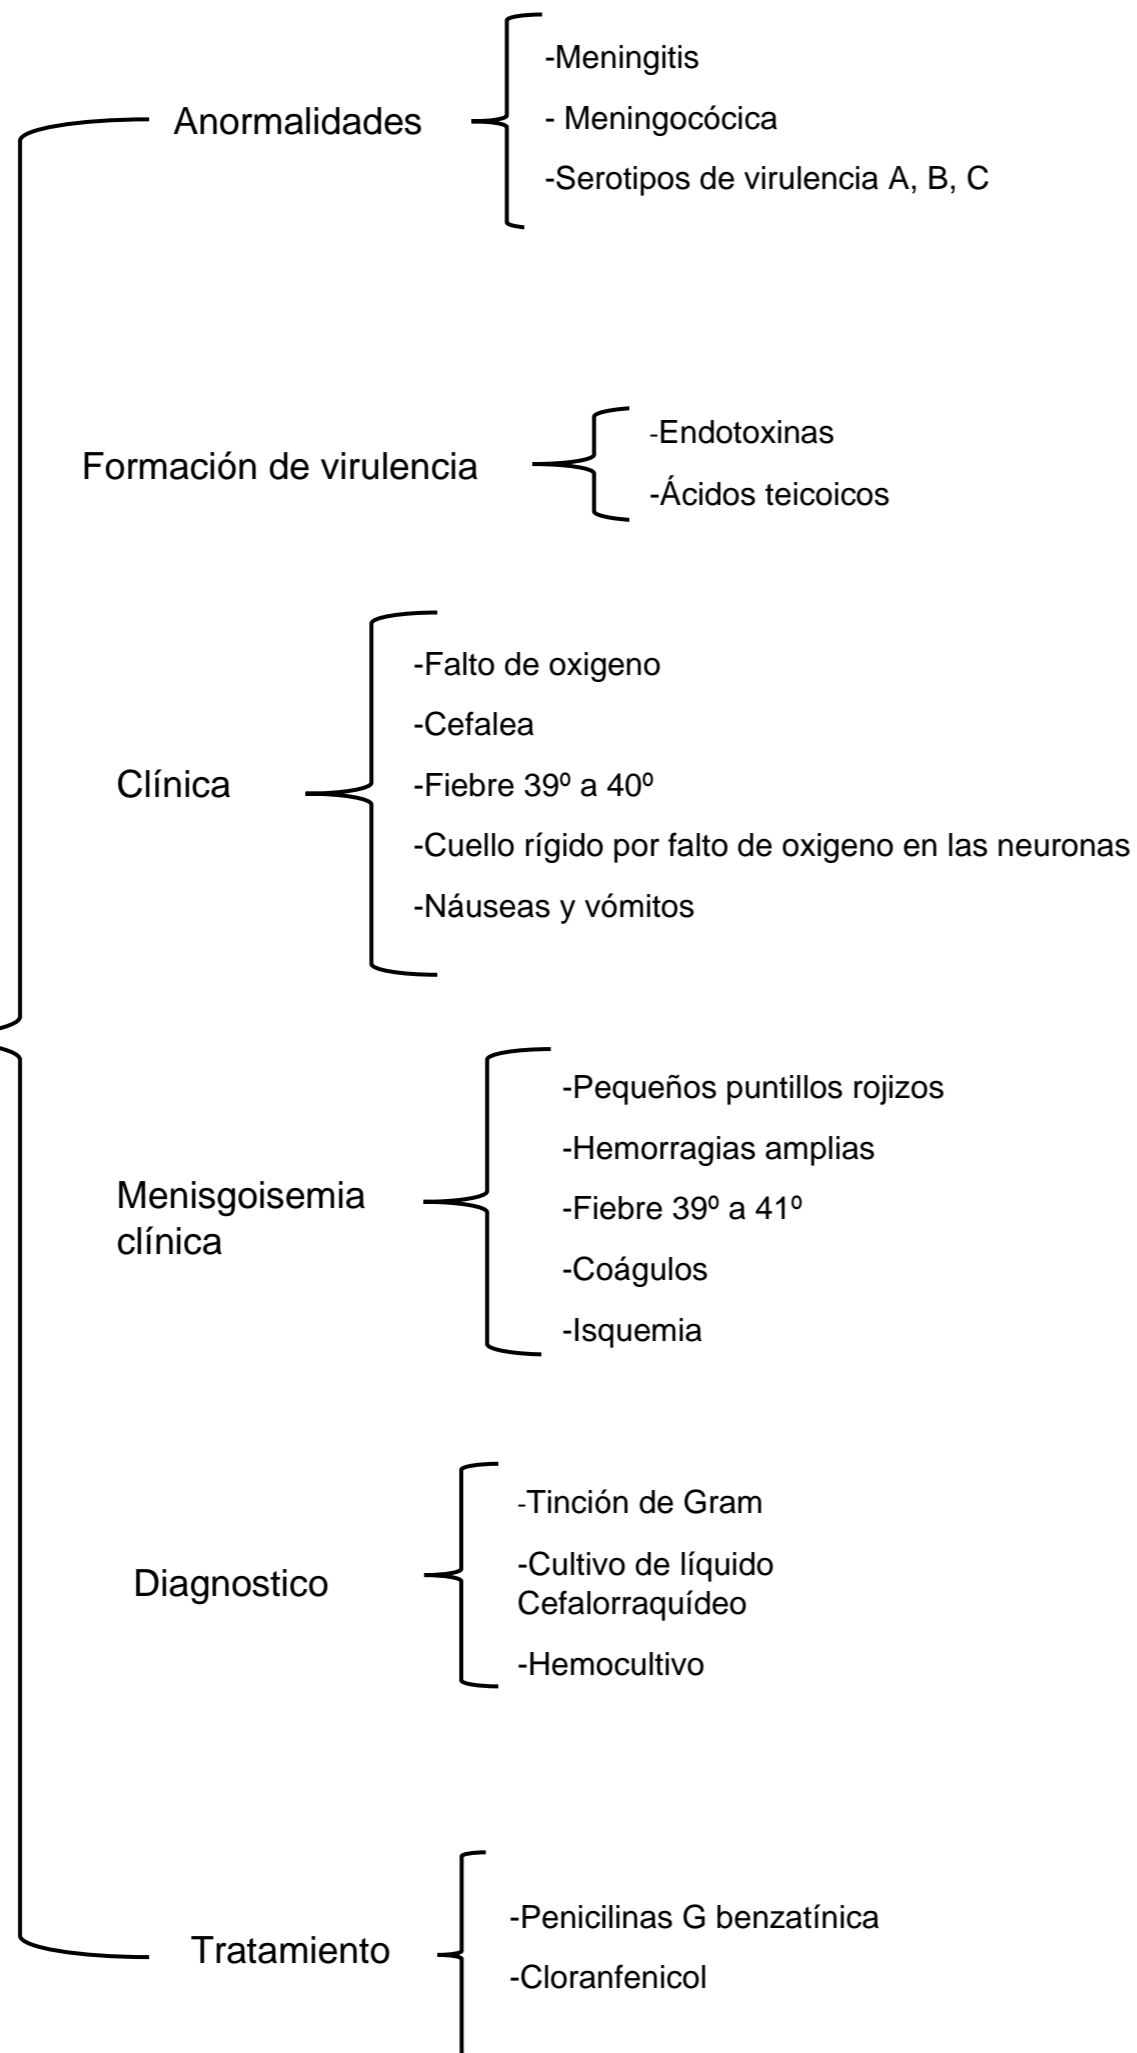 Anormalidades
-Meningitis
- Meningocócica
-Serotipos de virulencia A, B, C
Formación de virulencia
-Endotoxinas
-Ácidos teicoicos
Clínica
-Falto de oxigeno
-Cefalea
-Fiebre 39º a 40º
-Cuello rígido por falto de oxigeno en las neuronas
-Náuseas y vómitos
Menisgoisemia
clínica
-Pequeños puntillos rojizos
-Hemorragias amplias
-Fiebre 39º a 41º
-Coágulos
-Isquemia
Diagnostico
-Tinción de Gram
-Cultivo de líquido
Cefalorraquídeo
-Hemocultivo
Tratamiento
-Penicilinas G benzatínica
-Cloranfenicol